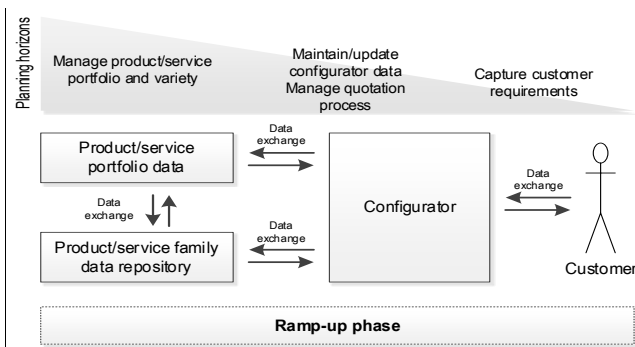 Planning horizons
Manage product/service
portfolio and variety
Maintain/update
configurator data
Manage quotation
process
Capture customer
requirements
Product/service
portfolio data
Data
exchange
Data
exchange
Product/service family
data repository
Data
exchange
Configurator
Data
exchange
Customer
Ramp-up phase